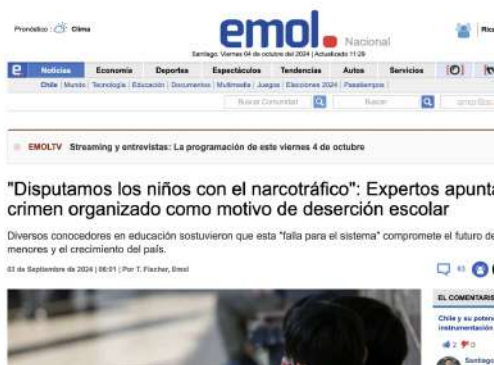 Pronóstico : Clima
emol. Nacional
Santiago, Viernes 04 de octubre del 2024 | Actualizado 11:29
Noticias Economía Deportes Espectáculos Tendencias Autos Servicios
Chile | Mundo | Tecnología | Educación | Documentos | Multimedia | Juegos | Elecciones 2024 | Pasatiempos
Buscar Comunidad Buscar
EMOLTV Streaming y entrevistas: La programación de este viernes 4 de octubre
"Disputamos los niños con el narcotráfico": Expertos apunta
crimen organizado como motivo de deserción escolar
Diversos conocedores en educación sostuvieron que esta "falla para el sistema" compromete el futuro de
menores y el crecimiento del país.
03 de Septiembre de 2024 | 06:01 | Por T. Fischer, Emol
EL COMENTARIS
Chile y su poten
instrumentación
2 0
Santiago